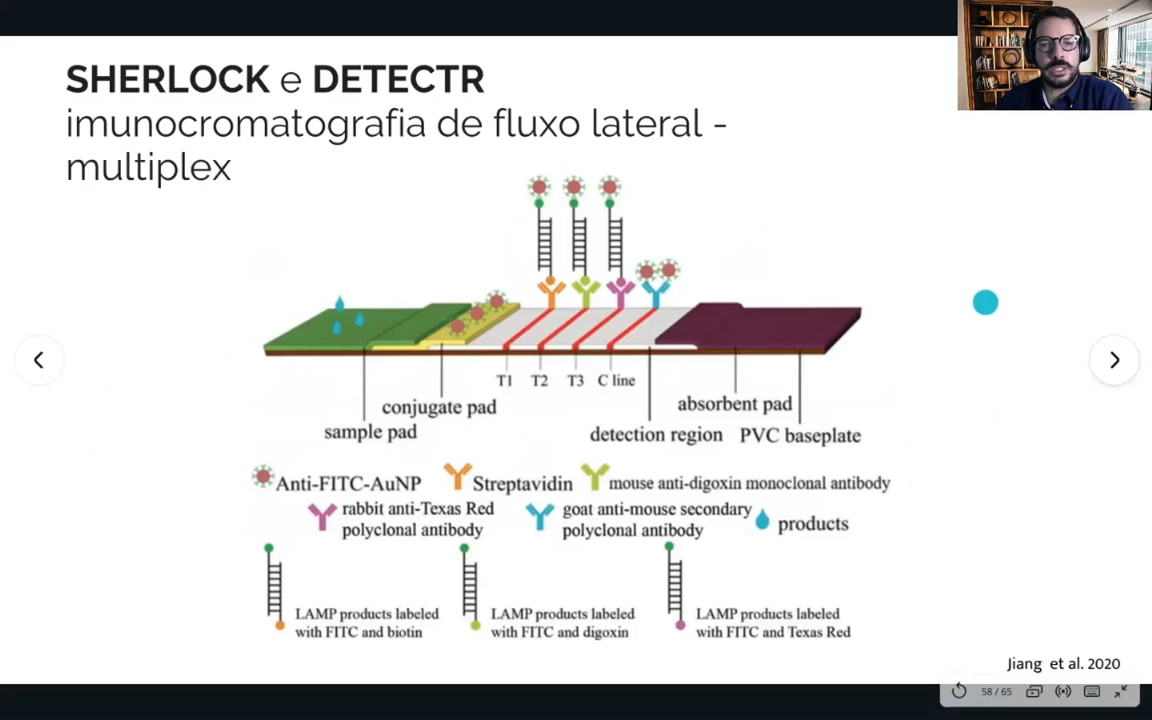 SHERLOCK e DETECTR
imunocromatografia de fluxo lateral -
multiplex
T1 T2 T3 C line
conjugate pad
absorbent pad
sample pad
detection region PVC baseplate
Anti-FITC-AuNP Streptavidin mouse anti-digoxin monoclonal antibody
rabbit anti-Texas Red
polyclonal antibody
goat anti-mouse secondary
polyclonal antibody
products
LAMP products labeled
with FITC and biotin
LAMP products labeled
with FITC and digoxin
LAMP products labeled
with FITC and Texas Red
Jiang et al. 2020
58 / 65